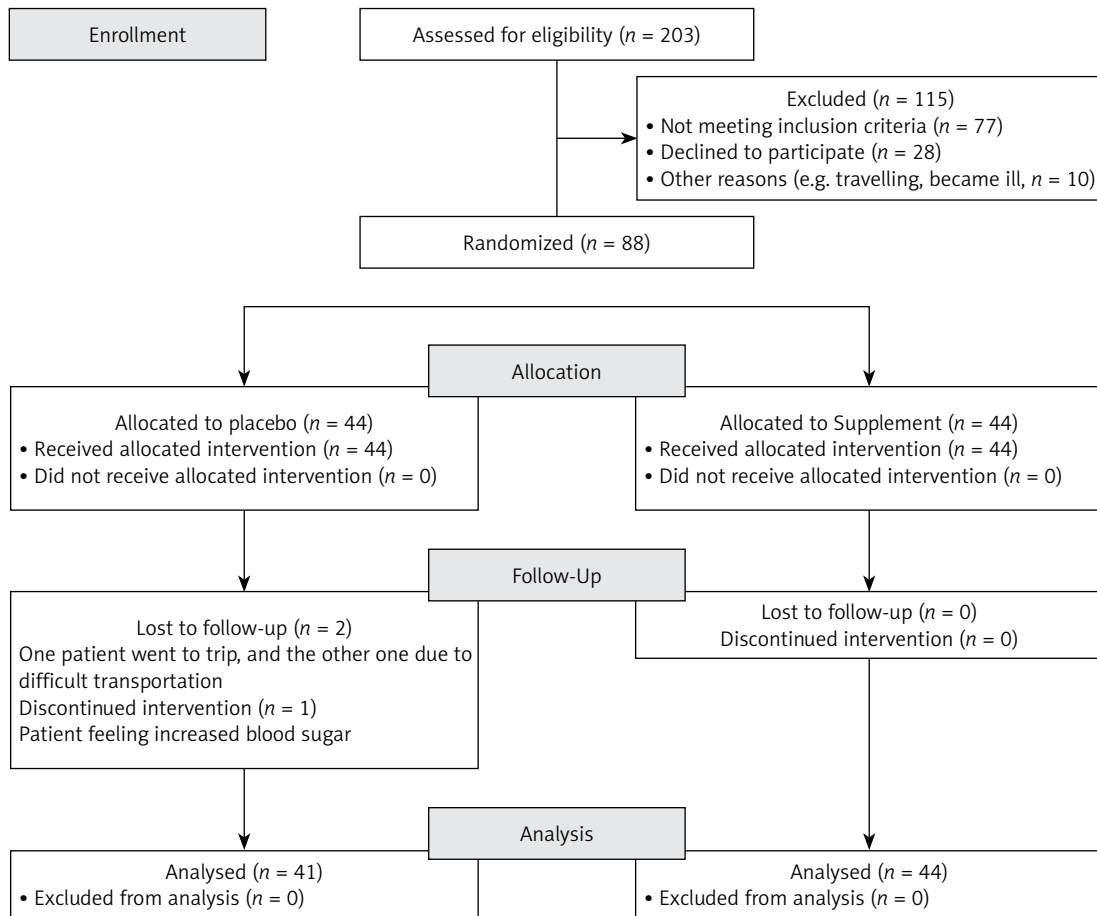 Enrollment
Assessed for eligibility (n = 203)
Excluded (n = 115)
• Not meeting inclusion criteria (n = 77)
• Declined to participate (n = 28)
• Other reasons (e.g. travelling, became ill, n = 10)
Randomized (n = 88)
Allocation
Allocated to placebo (n = 44)
• Received allocated intervention (n = 44)
• Did not receive allocated intervention (n = 0)
Allocated to Supplement (n = 44)
• Received allocated intervention (n = 44)
• Did not receive allocated intervention (n = 0)
Follow-Up
Lost to follow-up (n = 2)
One patient went to trip, and the other one due to
difficult transportation
Discontinued intervention (n = 1)
Patient feeling increased blood sugar
Lost to follow-up (n = 0)
Discontinued intervention (n = 0)
Analysis
Analysed (n = 41)
• Excluded from analysis (n = 0)
Analysed (n = 44)
• Excluded from analysis (n = 0)